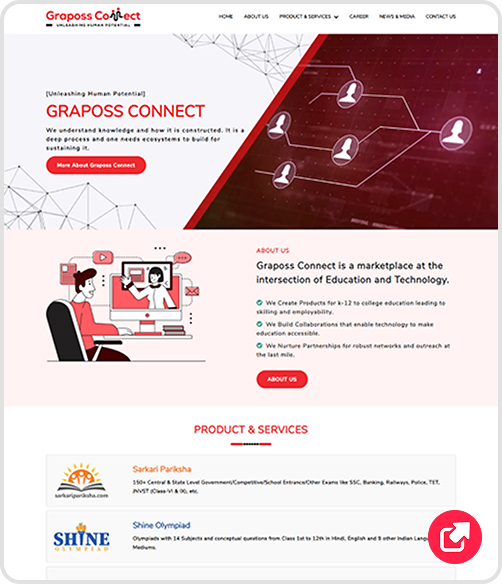 Graposs Connect
UNLEASHING HUMAN POTENTIAL
HOME ABOUT US PRODUCT & SERVICES CAREER NEWS & MEDIA CONTACT US
[Unleashing Human Potential]
GRAPOSS CONNECT
We understand knowledge and how it is constructed. It is a
deep process and one needs ecosystems to build for
sustaining it.
More About Graposs Connect
ABOUT US
Graposs Connect is a marketplace at the
intersection of Education and Technology.
We Create Products for k-12 to college education leading to
skilling and employability.
We Build Collaborations that enable technology to make
education accessible.
We Nurture Partnerships for robust networks and outreach at
the last mile.
ABOUT US
PRODUCT & SERVICES
sarkaripariksha.com
Sarkari Pariksha
150+ Central & State Level Government/Competitive/School Entrance/Other Exams like SSC, Banking, Railways, Police, TET,
JNVST (Class-VI & IX), etc.
SHINE
OLYMPIAD
Shine Olympiad
Olympiads with 14 Subjects and conceptual questions from Class 1st to 12th in Hindi, English and 8 other Indian
Mediums.